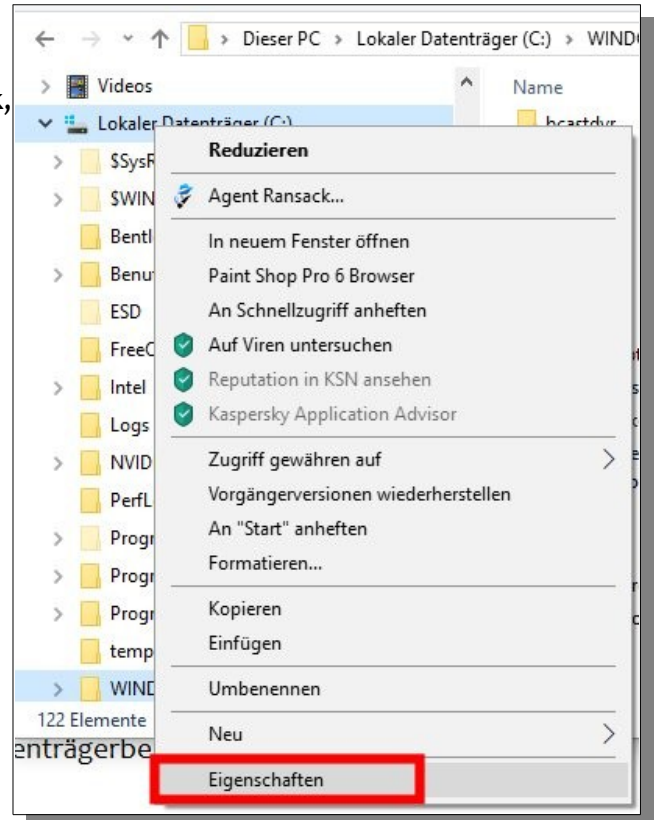 Dieser PC > Lokaler Datenträger (C:) >
Videos
Name
Lokaler Datenträger (C:)
bcastdvr
Reduzieren
Agent Ransack...
In neuem Fenster öffnen
Paint Shop Pro 6 Browser
ESD
An Schnellzugriff anheften
Auf Viren untersuchen
Intel
Reputation in KSN ansehen
Logs
Kaspersky Application Advisor
Zugriff gewähren auf
Vorgängerversionen wiederherstellen
An "Start" anheften
Formatieren...
Kopieren
temp
Einfügen
Umbenennen
122 Elemente
Neu
Eigenschaften